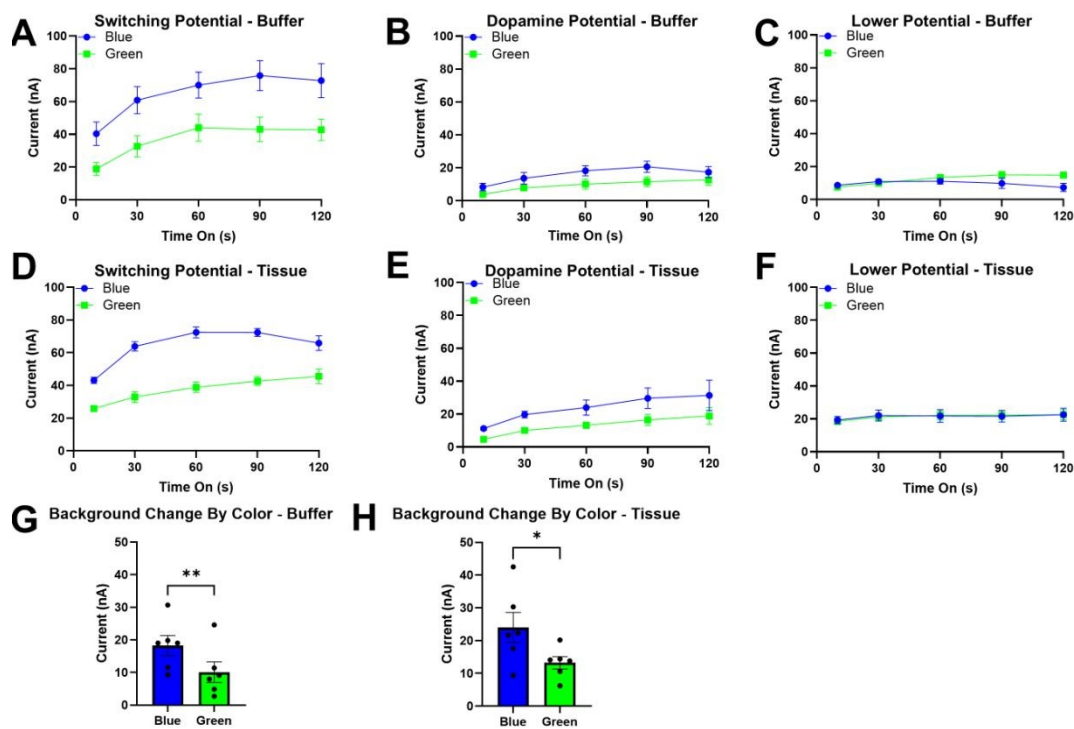 A
Switching Potential - Buffer
Blue
Green
Current (nA)
100
80
60
40
20
0
0 30 60 90 120
Time On (s)
B
Dopamine Potential - Buffer
Blue
Green
Current (nA)
100
80
60
40
20
0
0 30 60 90 120
Time On (s)
C
Lower Potential - Buffer
Blue
Green
Current (nA)
100
80
60
40
20
0
0 30 60 90 120
Time On (s)
D
Switching Potential - Tissue
Blue
Green
Current (nA)
100
80
60
40
20
0
0 30 60 90 120
Time On (s)
E
Dopamine Potential - Tissue
Blue
Green
Current (nA)
100
80
60
40
20
0
0 30 60 90 120
Time On (s)
F
Lower Potential - Tissue
Blue
Green
Current (nA)
100
80
60
40
20
0
0 30 60 90 120
Time On (s)
G
Background Change By Color - Buffer
Current (nA)
50
40
30
20
10
0
**
Blue Green
H
Background Change By Color - Tissue
Current (nA)
50
40
30
20
10
0
*
Blue Green